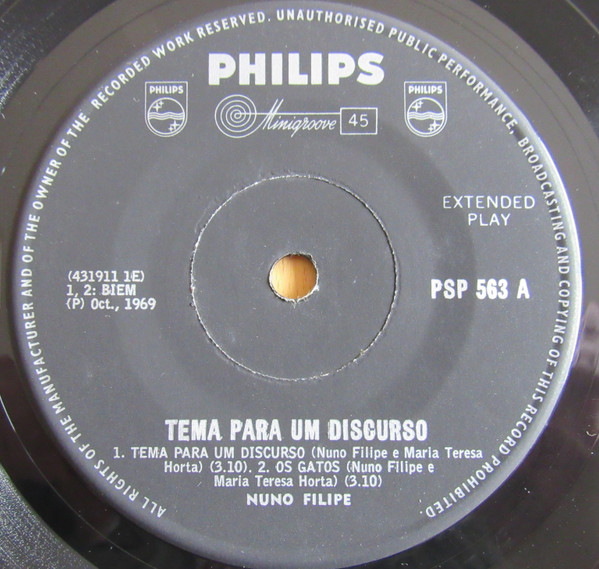 ALL RIGHTS OF THE MANUFACTURER AND OF THE OWNER OF THE RECORDED WORK RESERVED. UNAUTHORISED PUBLIC PERFORMANCE, BROADCASTING AND COPYING OF THIS RECORD PROHIBITED
PHILIPS
PHILIPS
PHILIPS
Minigroove 45
EXTENDED
PLAY
(431911 1E)
1, 2: BIEM
(P) Oct., 1969
PSP 563 A
TEMA PARA UM DISCURSO
1. TEMA PARA UM DISCURSO (Nuno Filipe e Maria Teresa
Horta) (3.10). 2. OS GATOS (Nuno Filipe e
Maria Teresa Horta) (3.10)
NUNO FILIPE